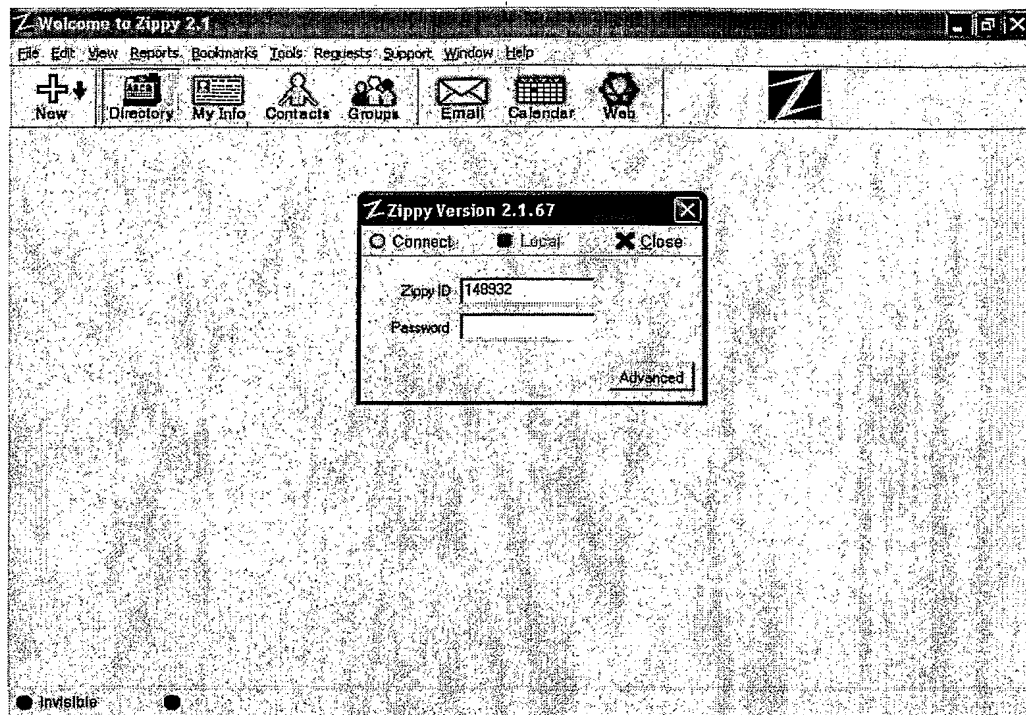 Welcome to Zippy 2.1
File Edit View Reports Bookmarks Tools Requests Support Window Help
New Directory My Info Contacts Groups Email Calendar Web
Zippy Version 2.1.67
Connect Local Close
Zippy ID 148932
Password
Advanced
Invisible